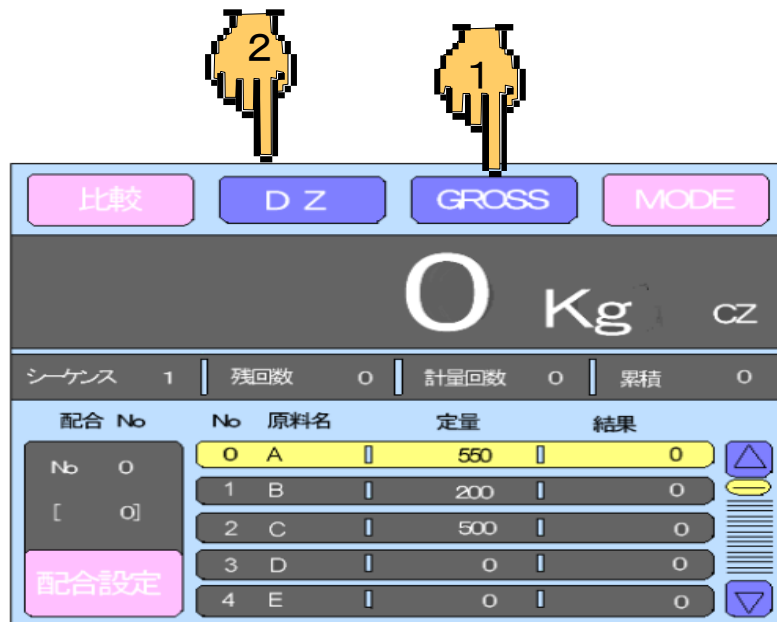 2 1
比較 DZ GROSS MODE
0 Kg CZ
シーケンス 1 残回数 0 計量回数 0 累積 0
配合 No No 原料名 定量 結果
No 0 0 A 550 0
1 B 200 0
[ 0] 2 C 500 0
配合設定 3 D 0 0
4 E 0 0